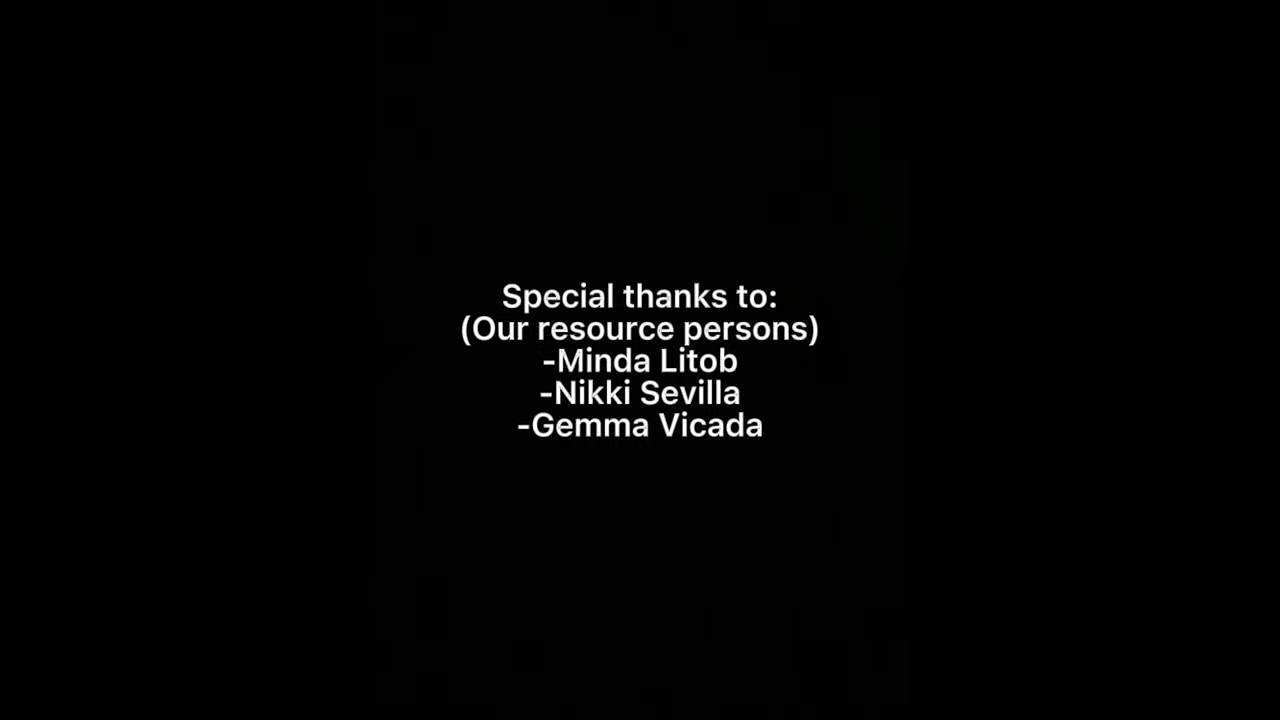 Special thanks to:
(Our resource persons)
-Minda Litob
-Nikki Sevilla
-Gemma Vicada